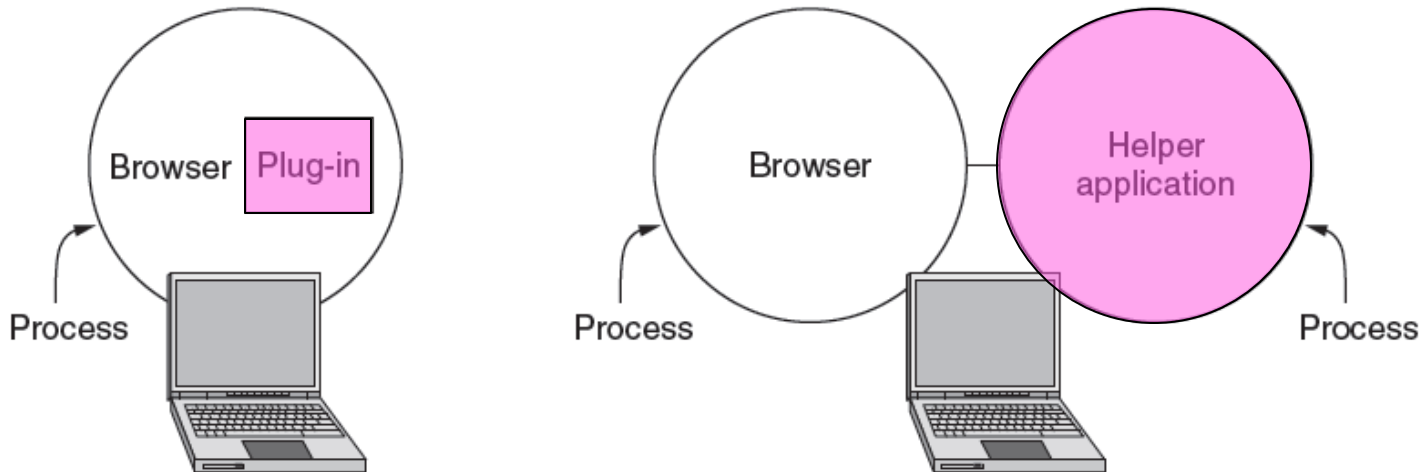 Browser Plug-in
Process
Browser
Process
Helper
application
Process